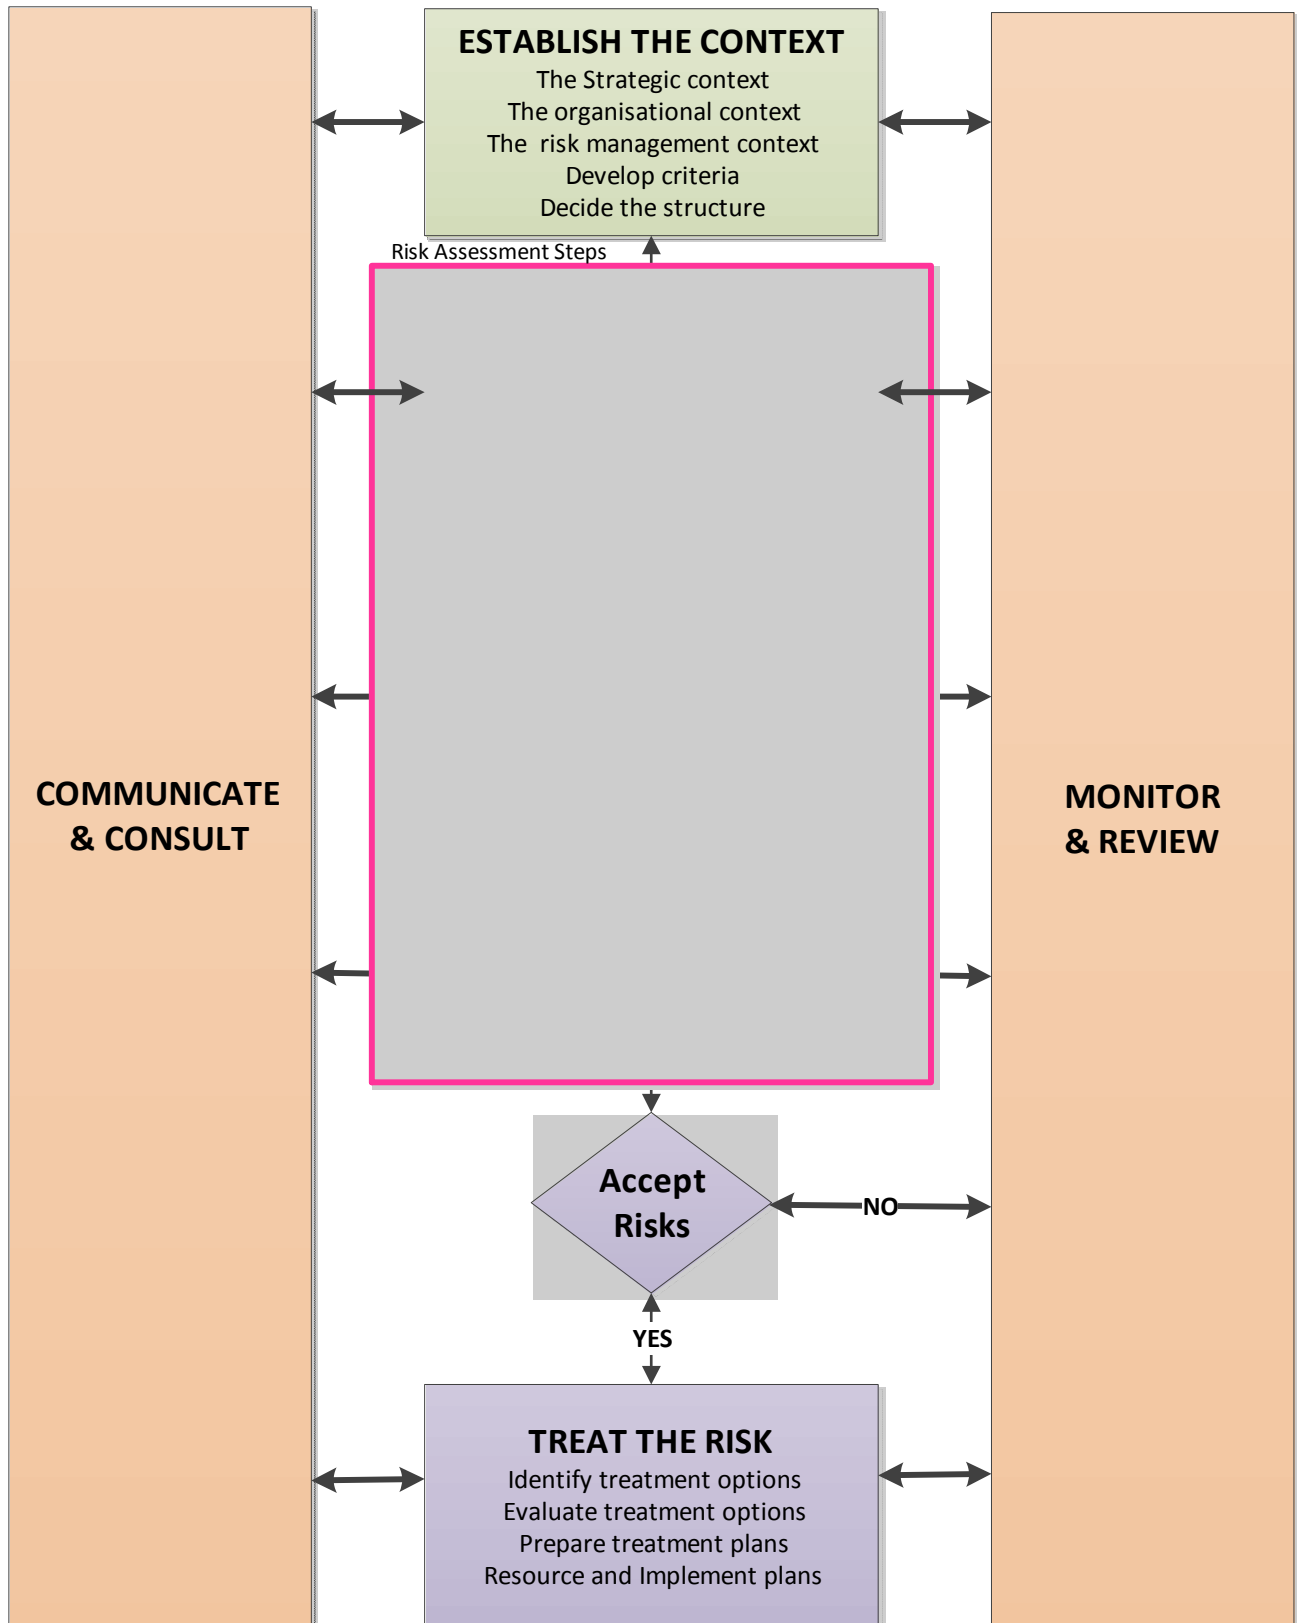 ESTABLISH THE CONTEXT
The Strategic context
The organisational context
The risk management context
Develop criteria
Decide the structure
Risk Assessment Steps
COMMUNICATE
& CONSULT
MONITOR
& REVIEW
Accept
Risks
NO
YES
TREAT THE RISK
Identify treatment options
Evaluate treatment options
Prepare treatment plans
Resource and Implement plans